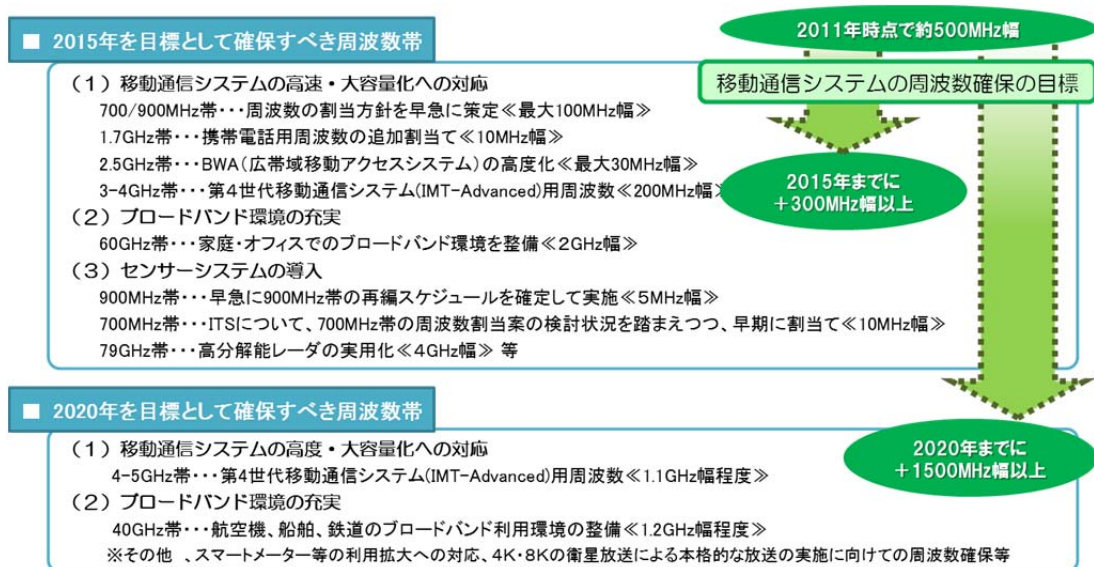 ■ 2015年を目標として確保すべき周波数帯
2011年時点で約500MHz幅
移動通信システムの周波数確保の目標
（1）移動通信システムの高速・大容量化への対応
700/900MHz帯･･･周波数の割当方針を早急に策定≪最大100MHz幅≫
1.7GHz帯･･･携帯電話用周波数の追加割当て≪10MHz幅≫
2.5GHz帯･･･BWA（広帯域移動アクセスシステム）の高度化≪最大30MHz幅≫
3-4GHz帯･･･第4世代移動通信システム(IMT-Advanced)用周波数≪200MHz幅≫
2015年までに
＋300MHz幅以上
（2）ブロードバンド環境の充実
60GHz帯･･･家庭･オフィスでのブロードバンド環境を整備≪2GHz幅≫
（3）センサーシステムの導入
900MHz帯･･･早急に900MHz帯の再編スケジュールを確定して実施≪5MHz幅≫
700MHz帯･･･ITSについて、700MHz帯の周波数割当案の検討状況を踏まえつつ、早期に割当て≪10MHz幅≫
79GHz帯･･･高分解能レーダの実用化≪4GHz幅≫ 等
■ 2020年を目標として確保すべき周波数帯
2020年までに
＋1500MHz幅以上
（1）移動通信システムの高度・大容量化への対応
4-5GHz帯･･･第4世代移動通信システム(IMT-Advanced)用周波数≪1.1GHz幅程度≫
（2）ブロードバンド環境の充実
40GHz帯･･･航空機、船舶、鉄道のブロードバンド利用環境の整備≪1.2GHz幅程度≫
※その他 、スマートメーター等の利用拡大への対応、4K･8Kの衛星放送による本格的な放送の実施に向けての周波数確保等